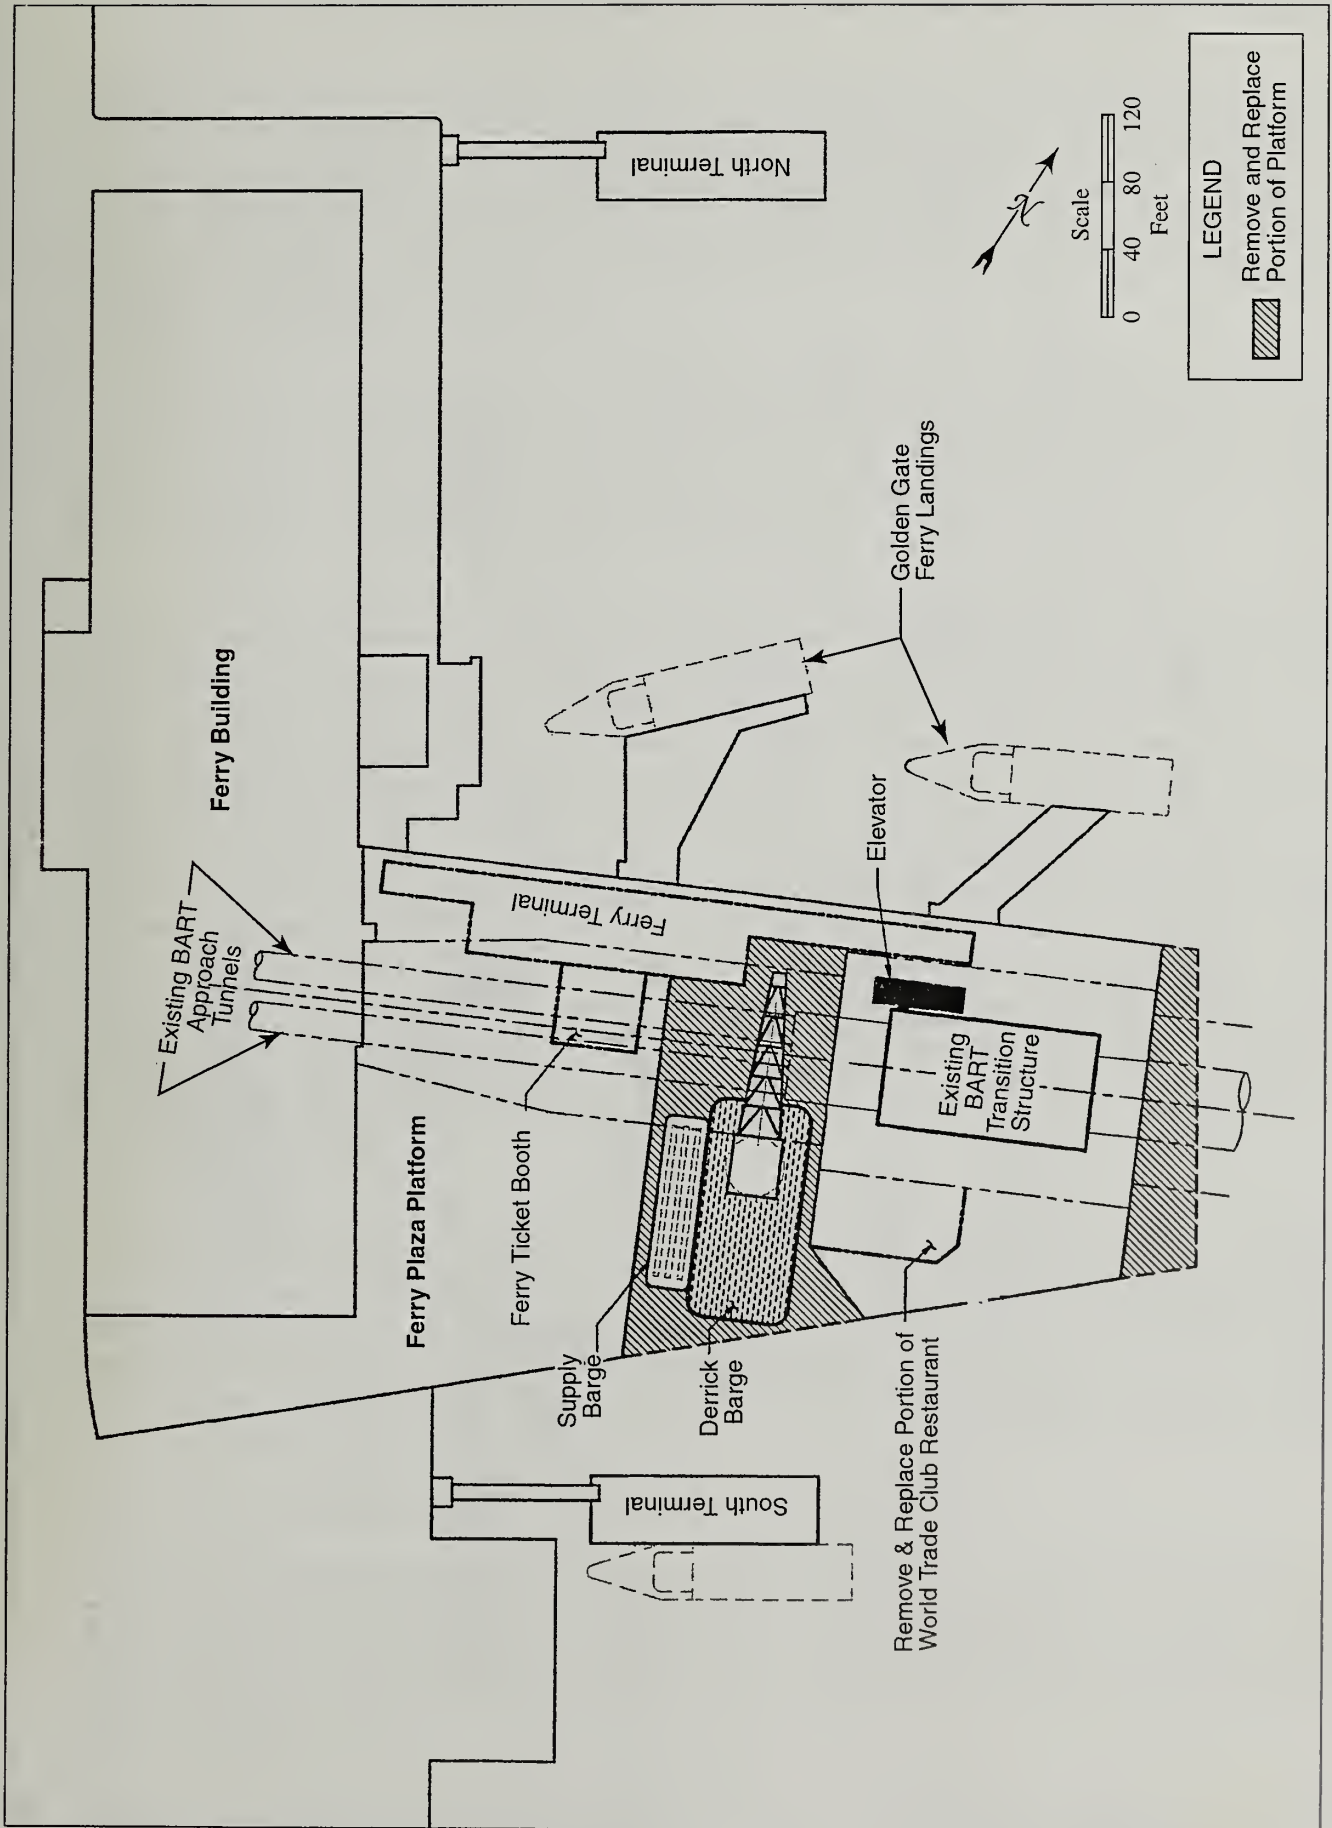 Existing BART
Approach
Tunnels
Ferry Building
Ferry Plaza Platform
Ferry Ticket Booth
Supply
Barge
Derrick
Barge
Remove & Replace Portion of
World Trade Club Restaurant
South Terminal
Ferry Terminal
Existing
BART
Transition
Structure
Elevator
Golden Gate
Ferry Landings
North Terminal
N
Scale
0 40 80 120
Feet
LEGEND
Remove and Replace
Portion of Platform